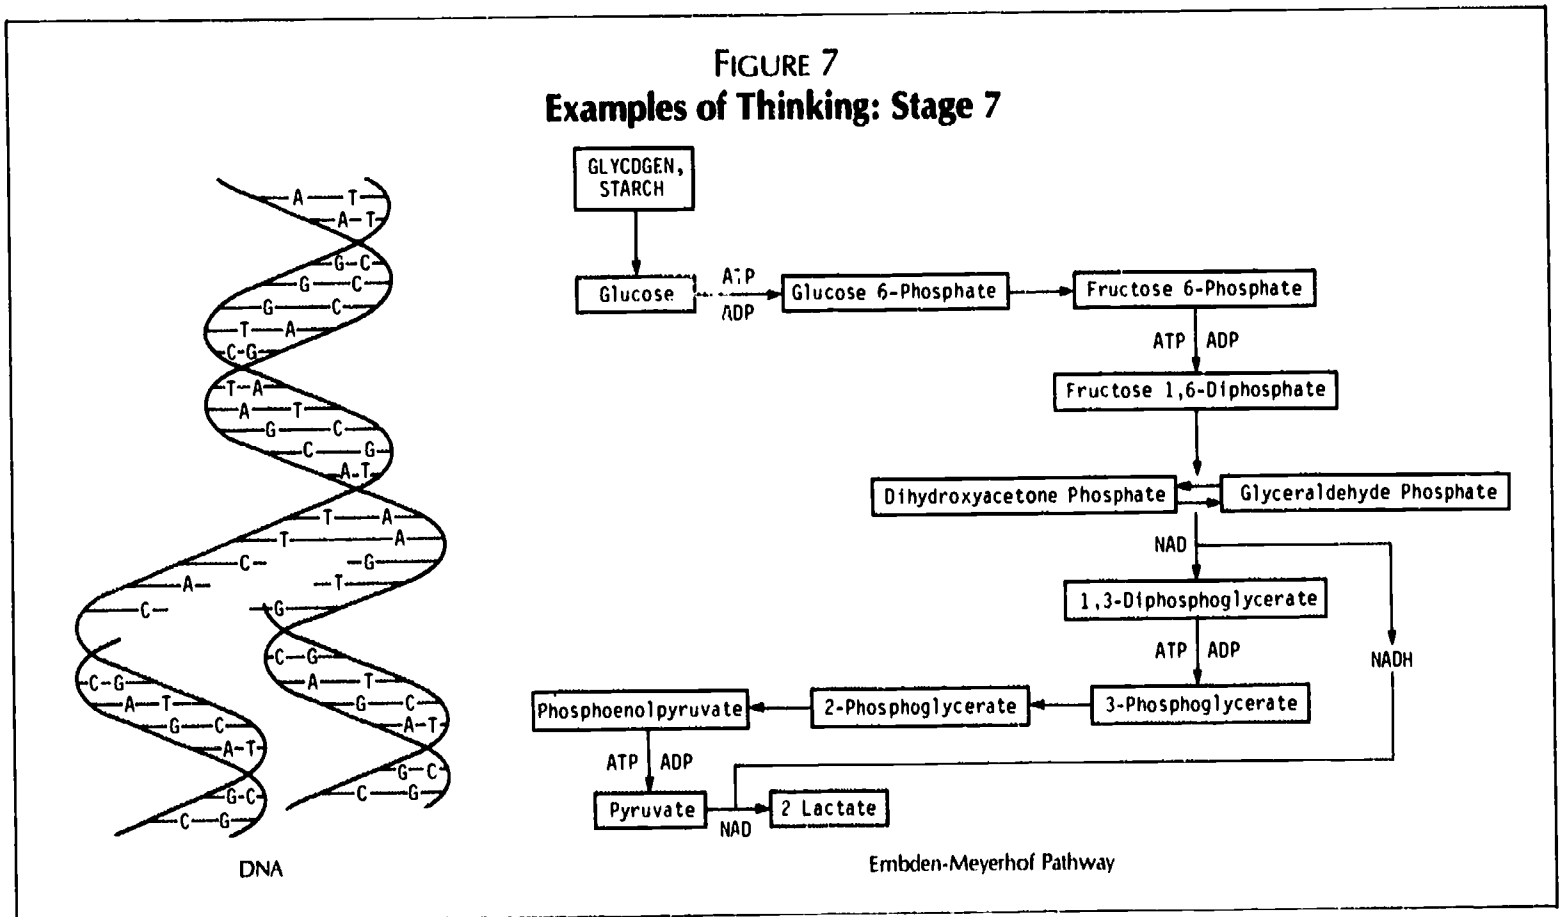 FIGURE 7
Examples of Thinking: Stage 7
A T
A T
G C
G C
G C
T A
C G
T A
A T
G C
C G
A T
T A
T A
C G
A T
C G
C G
A T
G C
A T
G C
C G
C G
A T
G C
A T
G C
C G
DNA
GLYCDGEN,
STARCH
Glucose
ATP
ADP
Glucose 6-Phosphate
Fructose 6-Phosphate
ATP ADP
Fructose 1,6-Diphosphate
Dihydroxyacetone Phosphate
Glyceraldehyde Phosphate
NAD
1,3-Diphosphoglycerate
ATP ADP
NADH
3-Phosphoglycerate
2-Phosphoglycerate
Phosphoenolpyruvate
ATP ADP
Pyruvate
NAD
2 Lactate
Embden-Meyerhof Pathway